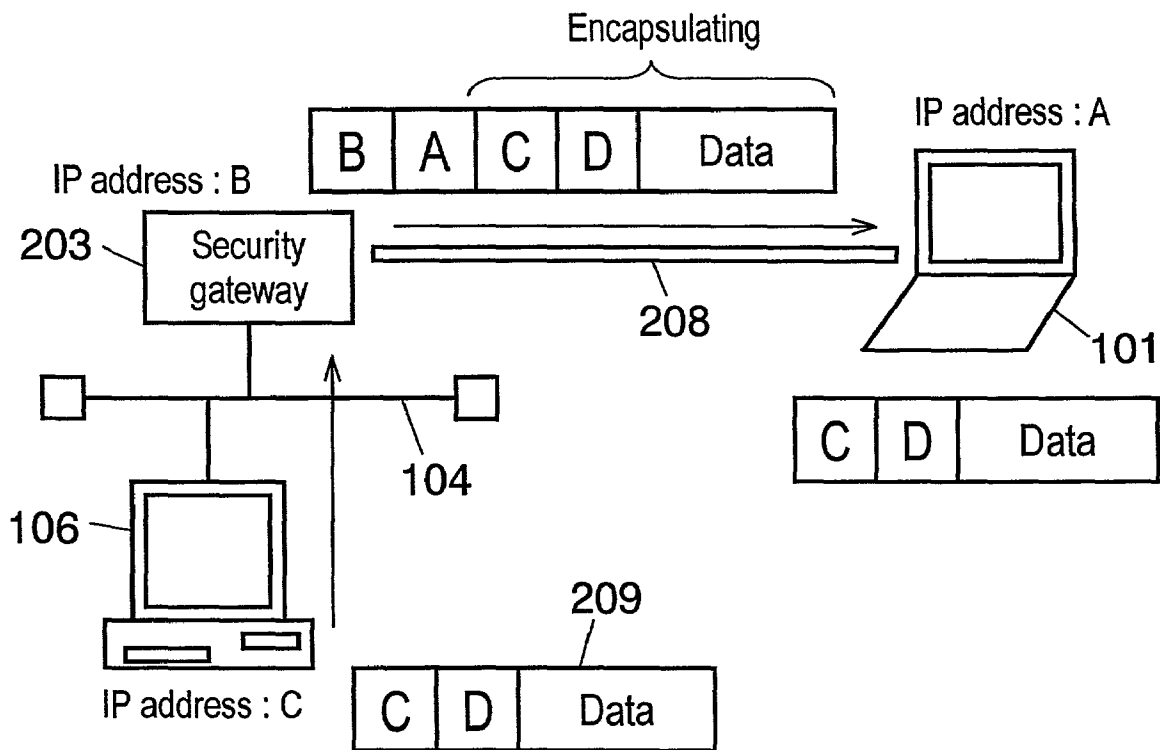 Encapsulating
B A C D Data
IP address : A
IP address : B
203
Security
gateway
208
101
C D Data
104
106
209
IP address : C
C D Data